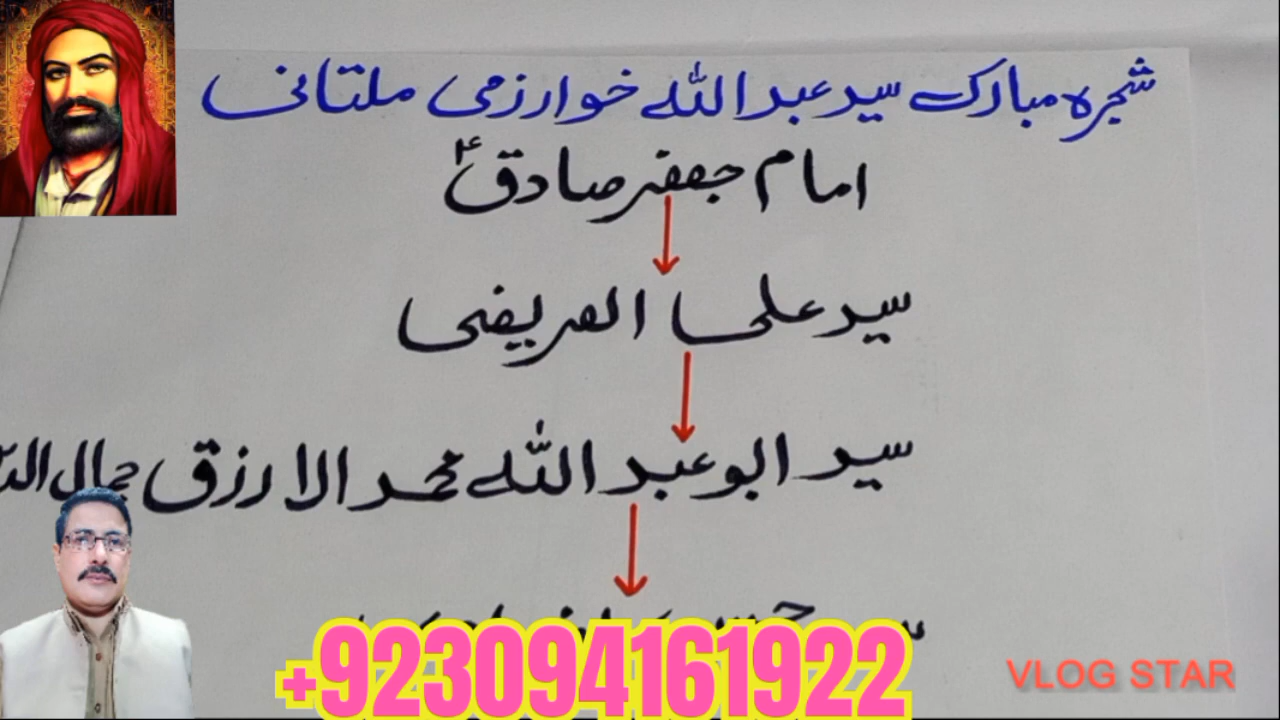 شجرہ مبارک سید عبداللہ خوارزمی ملتانی
امام جعفر صادقؑ
سید علی العریضی
سید ابو عبداللہ محمد الارزق جمال
+923094161922
VLOG STAR